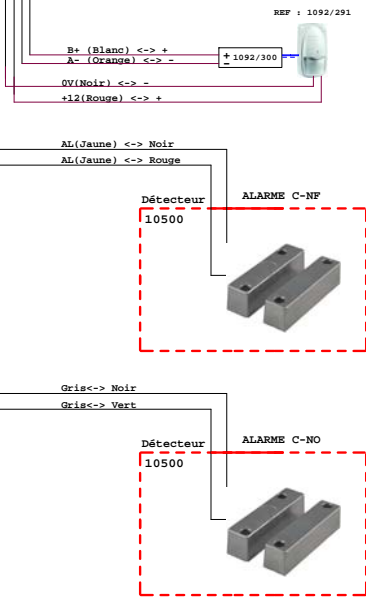 REF : 1092/291
B+ (Blanc) <-> +
A- (Orange) <-> -
+ 1092/300
-
0V(Noir) <-> -
+12(Rouge) <-> +
AL(Jaune) <-> Noir
AL(Jaune) <-> Rouge
Détecteur ALARME C-NF
10500
Gris<-> Noir
Gris<-> Vert
Détecteur ALARME C-NO
10500